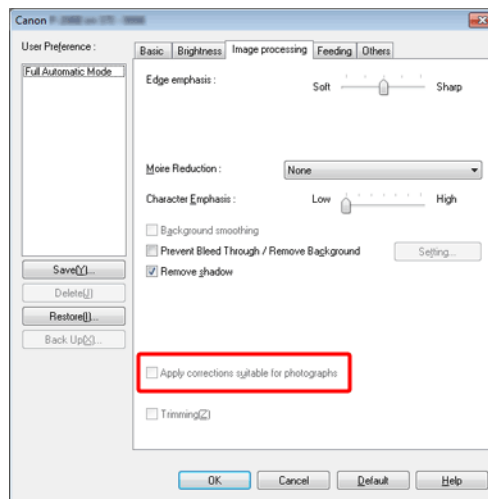 Canon
User Preference :
Full Automatic Mode
Save(Y)...
Delete(J)
Restore(I)...
Back Up(X)...
Basic Brightness Image processing Feeding Others
Edge emphasis :
Soft Sharp
Moire Reduction :
None
Character Emphasis :
Low High
Background smoothing
Prevent Bleed Through / Remove Background
Setting...
Remove shadow
Apply corrections suitable for photographs
Trimming(Z)
OK Cancel Default Help